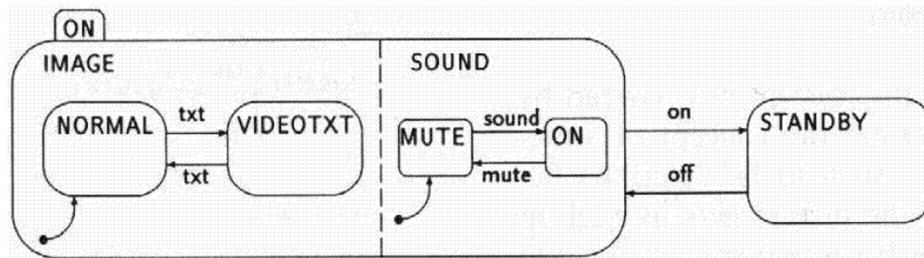 ON
IMAGE
SOUND
NORMAL
txt
VIDEOTXT
txt
MUTE
sound
ON
mute
on
STANDBY
off